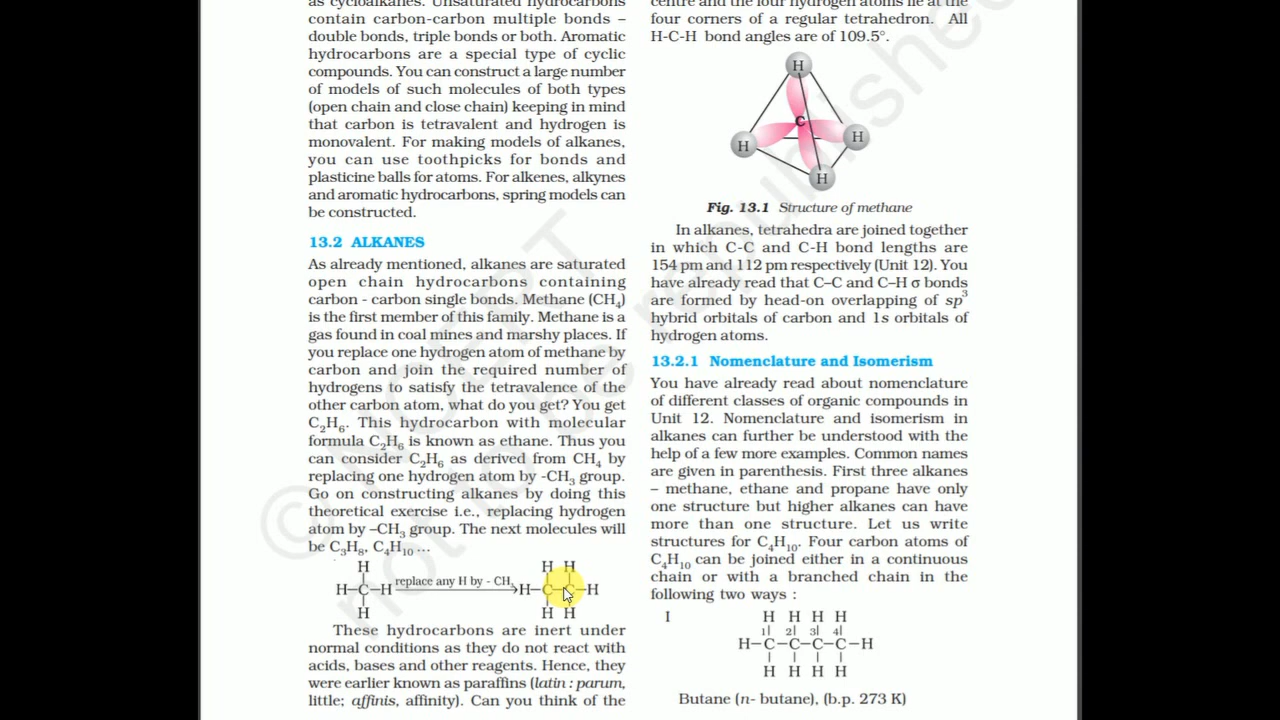 as cycloalkanes. Unsaturated hydrocarbons
contain carbon-carbon multiple bonds –
double bonds, triple bonds or both. Aromatic
hydrocarbons are a special type of cyclic
compounds. You can construct a large number
of models of such molecules of both types
(open chain and close chain) keeping in mind
that carbon is tetravalent and hydrogen is
monovalent. For making models of alkanes,
you can use toothpicks for bonds and
plasticine balls for atoms. For alkenes, alkynes
and aromatic hydrocarbons, spring models can
be constructed.
13.2 ALKANES
As already mentioned, alkanes are saturated
open chain hydrocarbons containing
carbon - carbon single bonds. Methane (CH₄)
is the first member of this family. Methane is a
gas found in coal mines and marshy places. If
you replace one hydrogen atom of methane by
carbon and join the required number of
hydrogens to satisfy the tetravalence of the
other carbon atom, what do you get? You get
C₂H₆. This hydrocarbon with molecular
formula C₂H₆ is known as ethane. Thus you
can consider C₂H₆ as derived from CH₄ by
replacing one hydrogen atom by -CH₃ group.
Go on constructing alkanes by doing this
theoretical exercise i.e., replacing hydrogen
atom by –CH₃ group. The next molecules will
be C₃H₈, C₄H₁₀ ...
H H H
H–C–H replace any H by - CH₃ H–C–C–H
H H H
These hydrocarbons are inert under
normal conditions as they do not react with
acids, bases and other reagents. Hence, they
were earlier known as paraffins (latin : parum,
little; affinis, affinity). Can you think of the
centre and the four hydrogen atoms lie at the
four corners of a regular tetrahedron. All
H-C-H bond angles are of 109.5°.
H
C
H H
H
Fig. 13.1 Structure of methane
In alkanes, tetrahedra are joined together
in which C-C and C-H bond lengths are
154 pm and 112 pm respectively (Unit 12). You
have already read that C–C and C–H σ bonds
are formed by head-on overlapping of sp³
hybrid orbitals of carbon and 1s orbitals of
hydrogen atoms.
13.2.1 Nomenclature and Isomerism
You have already read about nomenclature
of different classes of organic compounds in
Unit 12. Nomenclature and isomerism in
alkanes can further be understood with the
help of a few more examples. Common names
are given in parenthesis. First three alkanes
– methane, ethane and propane have only
one structure but higher alkanes can have
more than one structure. Let us write
structures for C₄H₁₀. Four carbon atoms of
C₄H₁₀ can be joined either in a continuous
chain or with a branched chain in the
following two ways :
I H H H H
1 2 3 4
H–C–C–C–C–H
H H H H
Butane (n- butane), (b.p. 273 K)
© NCERT
not to be republished